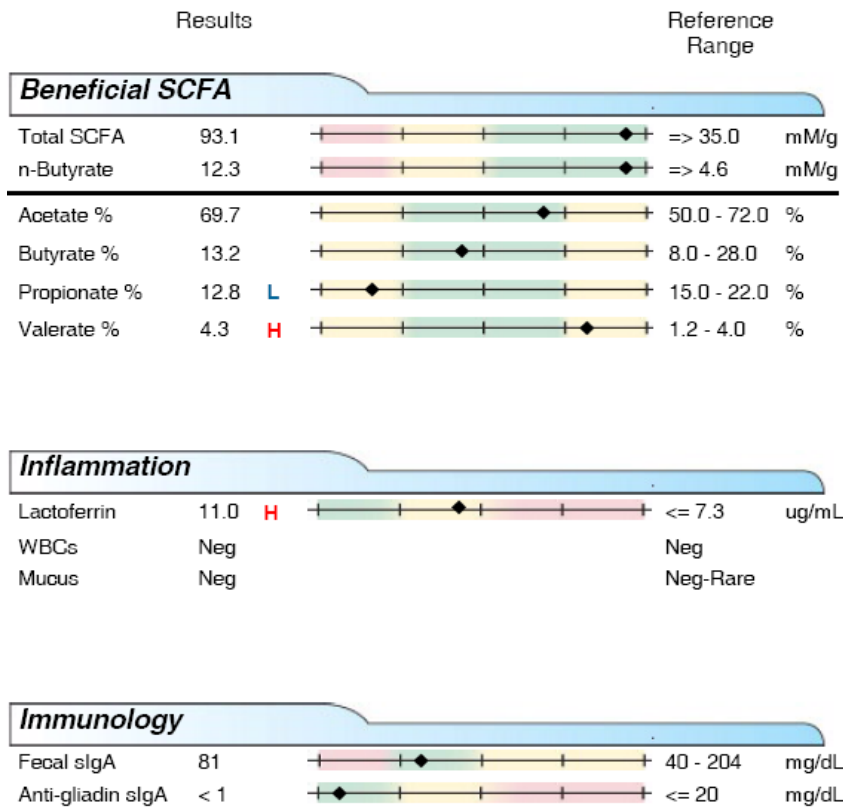 Results Reference
Range
Beneficial SCFA
Total SCFA 93.1 => 35.0 mM/g
n-Butyrate 12.3 => 4.6 mM/g
Acetate % 69.7 50.0 - 72.0 %
Butyrate % 13.2 8.0 - 28.0 %
Propionate % 12.8 L 15.0 - 22.0 %
Valerate % 4.3 H 1.2 - 4.0 %
Inflammation
Lactoferrin 11.0 H <= 7.3 ug/mL
WBCs Neg Neg
Mucus Neg Neg-Rare
Immunology
Fecal sIgA 81 40 - 204 mg/dL
Anti-gliadin sIgA < 1 <= 20 mg/dL